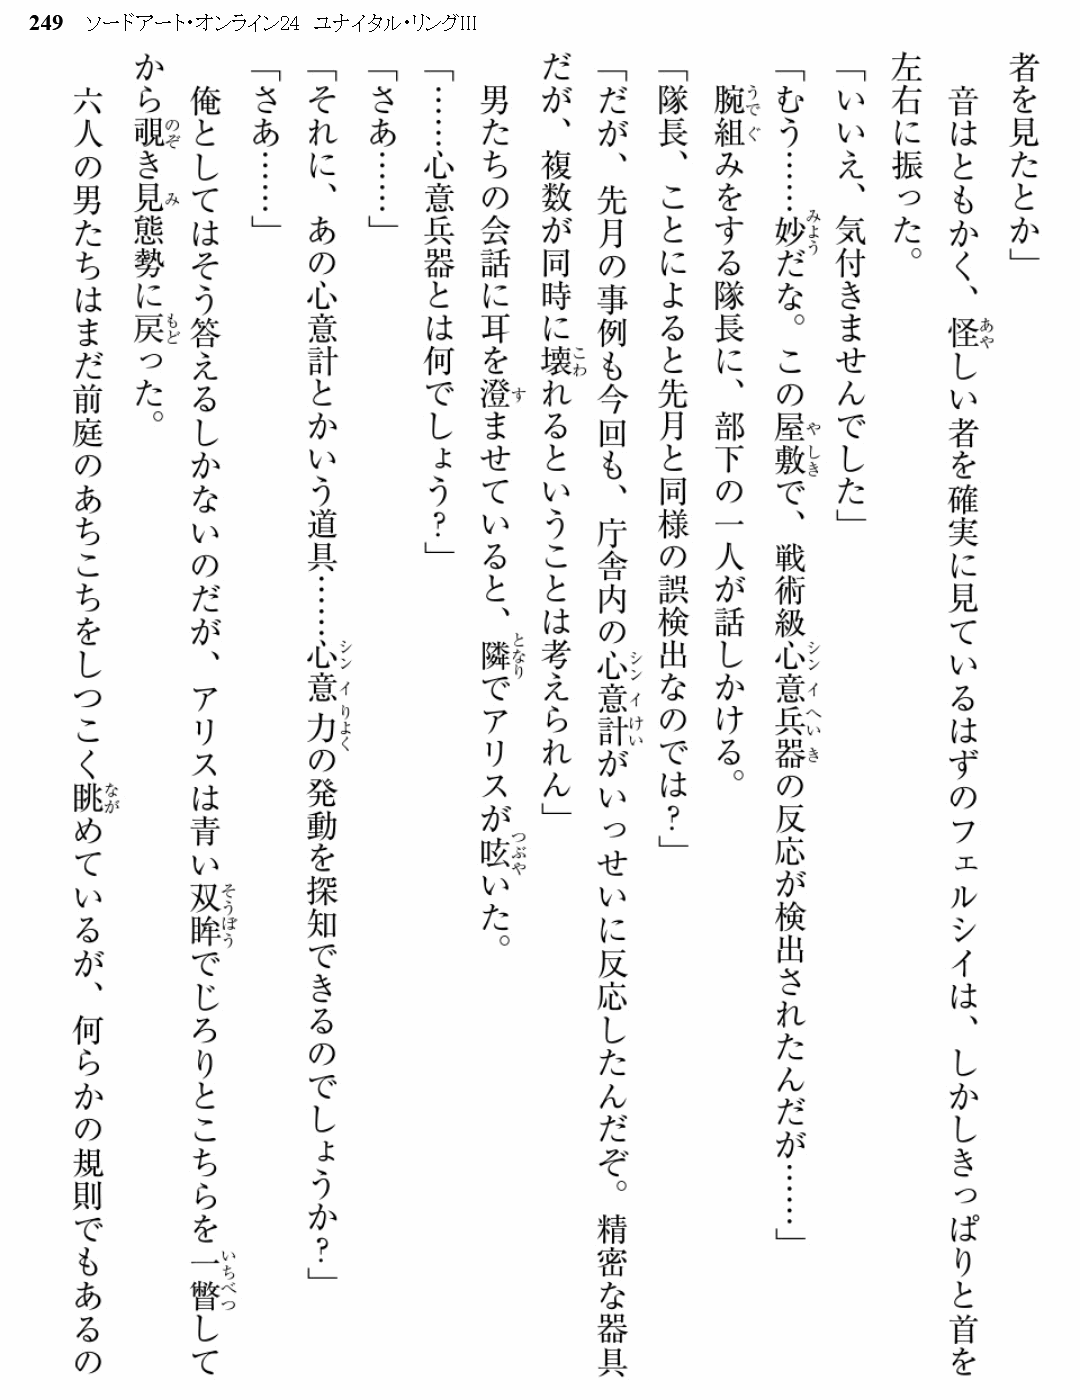 249 ソードアート・オンライン24 ユナイタル・リングIII
者を見たとか」
音はともかく、怪しい者を確実に見ているはずのフェルシイは、しかしきっぱりと首を
左右に振った。
「いいえ、気付きませんでした」
「むう……妙だな。この屋敷で、戦術級心意兵器の反応が検出されたんだが……」
腕組みをする隊長に、部下の一人が話しかける。
「隊長、ことによると先月と同様の誤検出なのでは？」
「だが、先月の事例も今回も、庁舎内の心意計がいっせいに反応したんだぞ。精密な器具
だが、複数が同時に壊れるということは考えられん」
男たちの会話に耳を澄ませていると、隣でアリスが呟いた。
「……心意兵器とは何でしょう？」
「さあ……」
「それに、あの心意計とかいう道具……心意力の発動を探知できるのでしょうか？」
「さあ……」
俺としてはそう答えるしかないのだが、アリスは青い双眸でじろりとこちらを一瞥して
から覗き見態勢に戻った。
六人の男たちはまだ前庭のあちこちをしつこく眺めているが、何らかの規則でもあるの